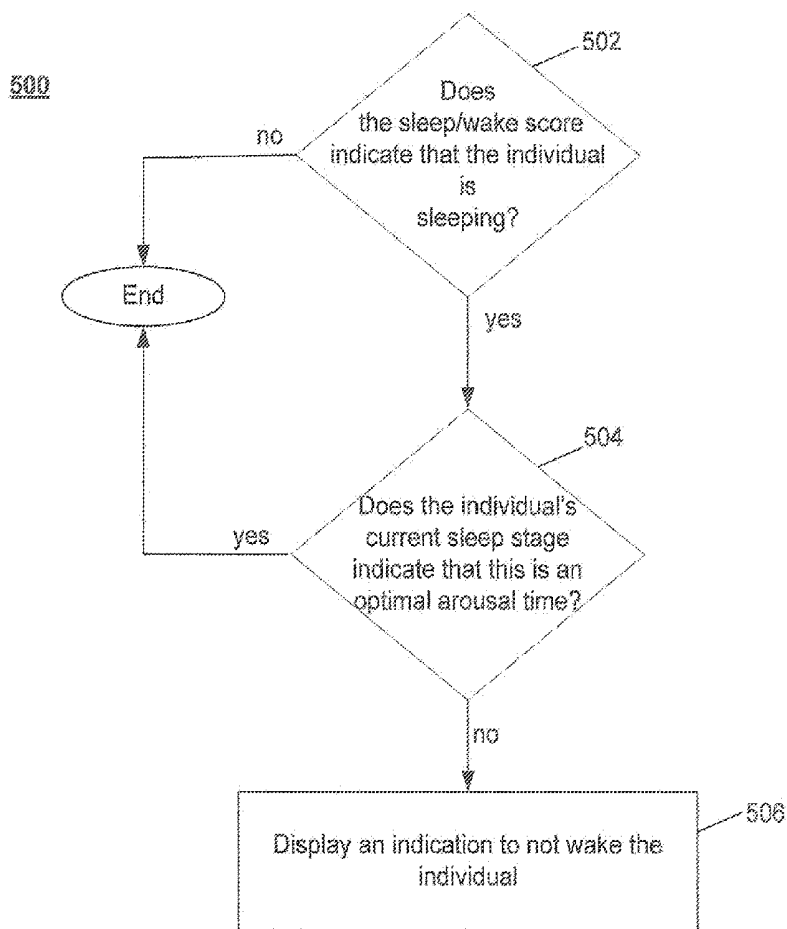 500
502
Does
the sleep/wake score
indicate that the individual
is
sleeping?
no
End
yes
504
Does the individual's
current sleep stage
indicate that this is an
optimal arousal time?
yes
no
506
Display an indication to not wake the
individual